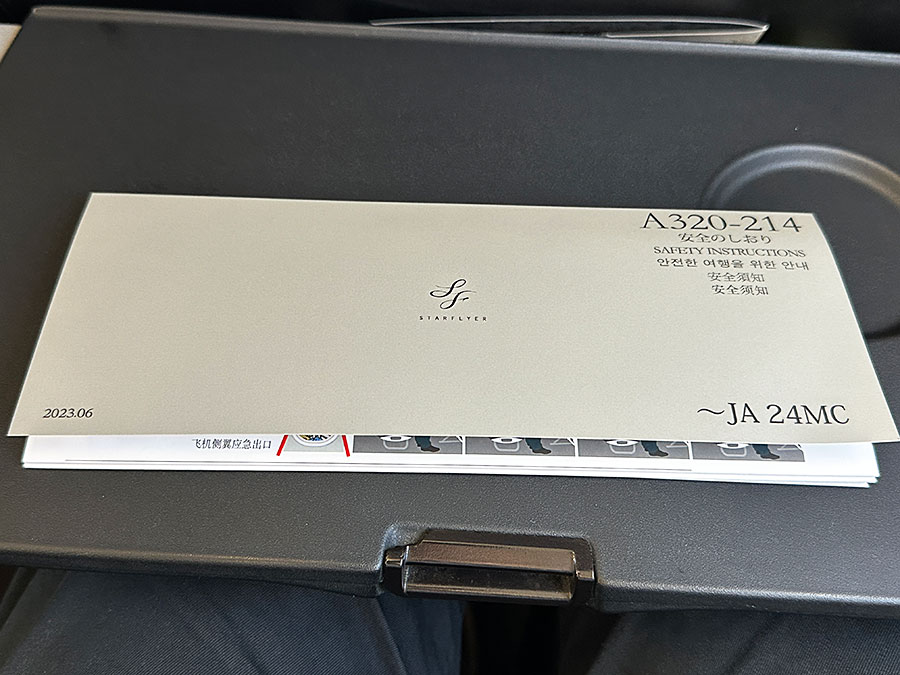 A320-214
安全のしおり
SAFETY INSTRUCTIONS
안전한 여행을 위한 안내
安全須知
安全须知
STARFLYER
2023.06
～JA 24MC
飞机侧翼应急出口